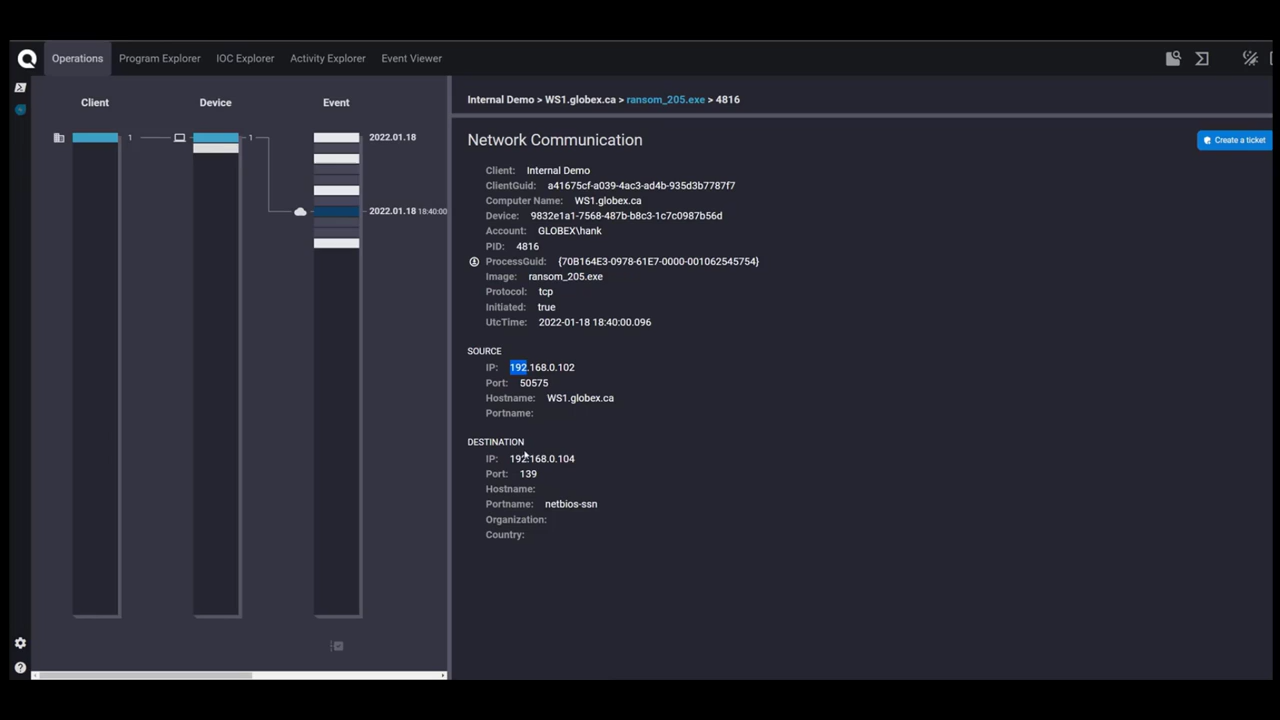 Operations Program Explorer IOC Explorer Activity Explorer Event Viewer
Client Device Event
1 1 2022.01.18
2022.01.18 18:40:00
Internal Demo > WS1.globex.ca > ransom_205.exe > 4816
Network Communication
Create a ticket
Client: Internal Demo
ClientGuid: a41675cf-a039-4ac3-ad4b-935d3b7787f7
Computer Name: WS1.globex.ca
Device: 9832e1a1-7568-487b-b8c3-1c7c0987b56d
Account: GLOBEX\hank
PID: 4816
ProcessGuid: {70B164E3-0978-61E7-0000-001062545754}
Image: ransom_205.exe
Protocol: tcp
Initiated: true
UtcTime: 2022-01-18 18:40:00.096
SOURCE
IP: 192.168.0.102
Port: 50575
Hostname: WS1.globex.ca
Portname:
DESTINATION
IP: 192.168.0.104
Port: 139
Hostname:
Portname: netbios-ssn
Organization:
Country: